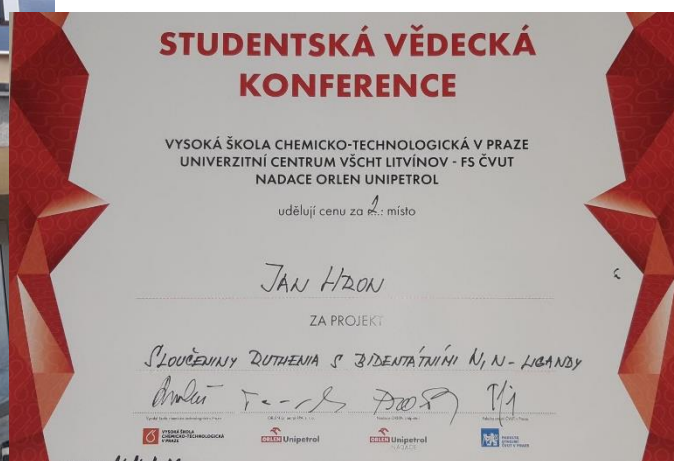 STUDENTSKÁ VĚDECKÁ
KONFERENCE
VYSOKÁ ŠKOLA CHEMICKO-TECHNOLOGICKÁ V PRAZE
UNIVERZITNÍ CENTRUM VŠCHT LITVÍNOV - FS ČVUT
NADACE ORLEN UNIPETROL
udělují cenu za 2. místo
JAN HRON
ZA PROJEKT
SLOUČENINY RUTHENIA S BIDENTÁTNÍMI N,N-LIGANDY
VYSOKÁ ŠKOLA
CHEMICKO-TECHNOLOGICKÁ
V PRAZE
ORLEN Unipetrol
ORLEN Unipetrol
NADACE